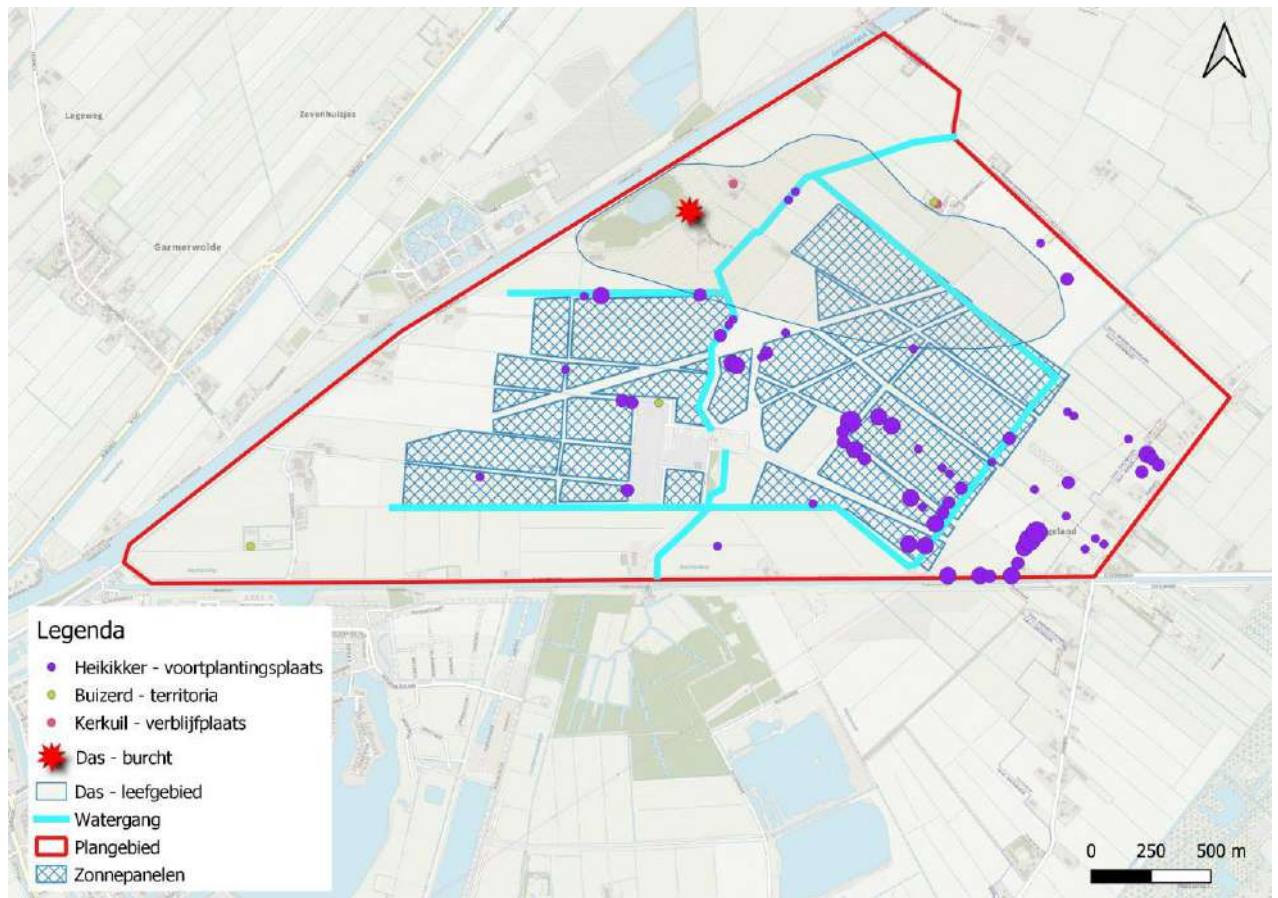 Legeweg
Zevenhuisjes
Garmerwolde
geland
Legenda
Heikikker - voortplantingsplaats
Buizerd - territoria
Kerkuil - verblijfplaats
Das - burcht
Das - leefgebied
Watergang
Plangebied
Zonnepanelen
0 250 500 m